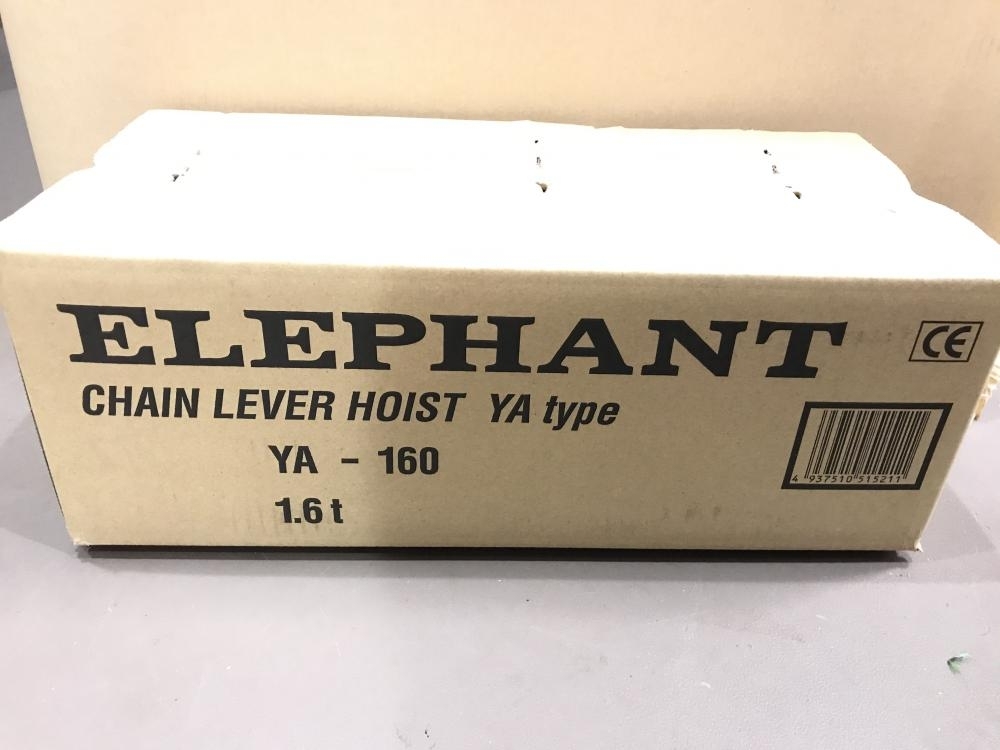 ELEPHANT
CE
CHAIN LEVER HOIST YA type
YA - 160
1.6 t
4 937510 515211